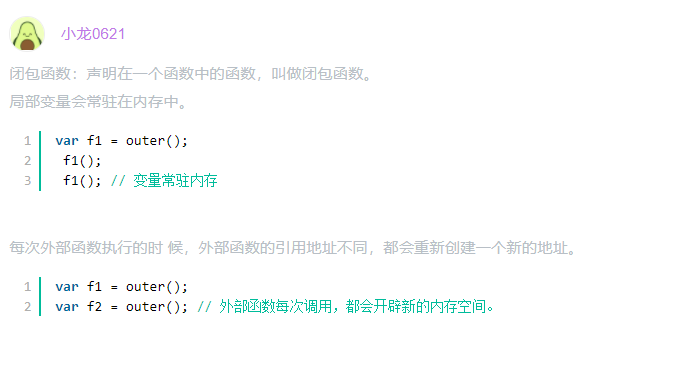 小龙0621
闭包函数：声明在一个函数中的函数，叫做闭包函数。
局部变量会常驻在内存中。
1 var f1 = outer();
2 f1();
3 f1(); // 变量常驻内存
每次外部函数执行的时 候，外部函数的引用地址不同，都会重新创建一个新的地址。
1 var f1 = outer();
2 var f2 = outer(); // 外部函数每次调用，都会开辟新的内存空间。